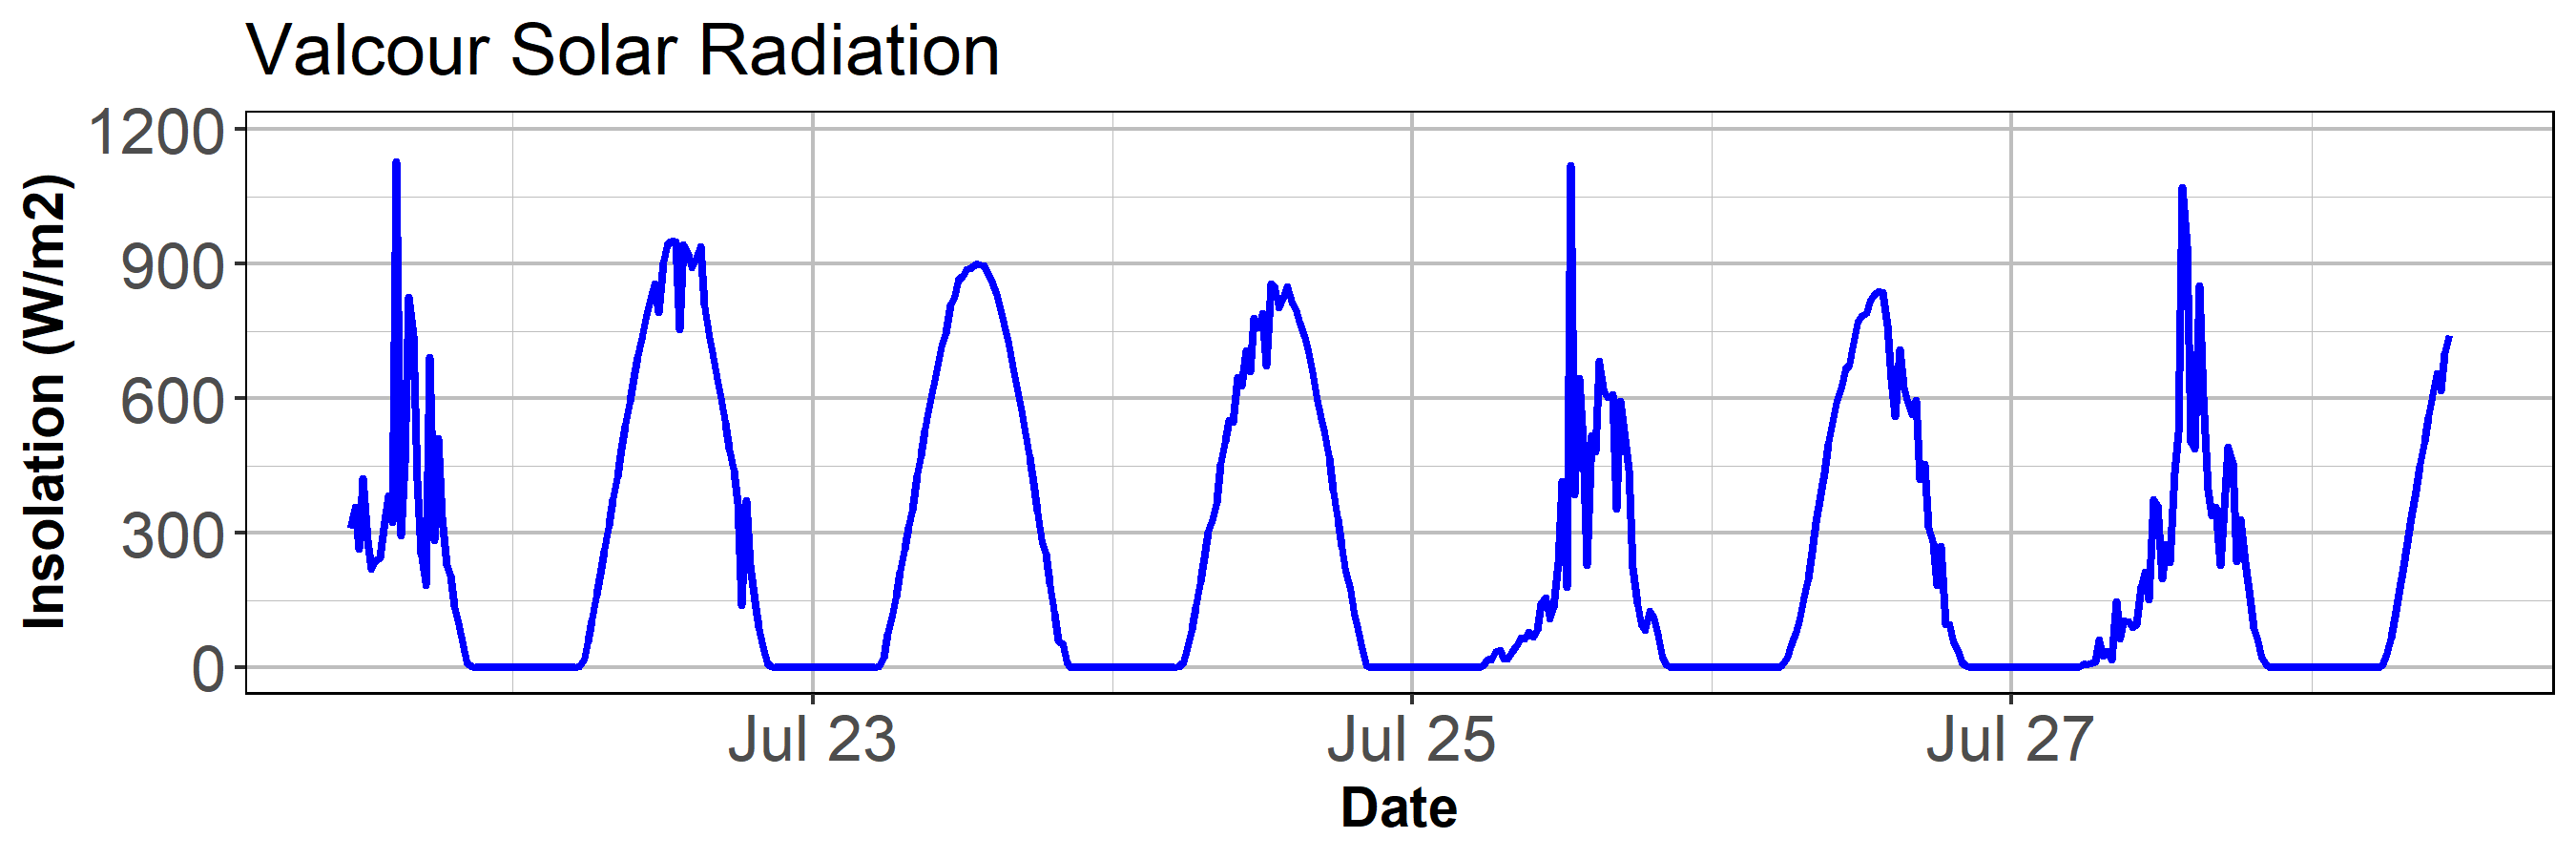 Valcour Solar Radiation
1200
900
600
300
0
Insolation (W/m2)
Jul 23
Jul 25
Jul 27
Date